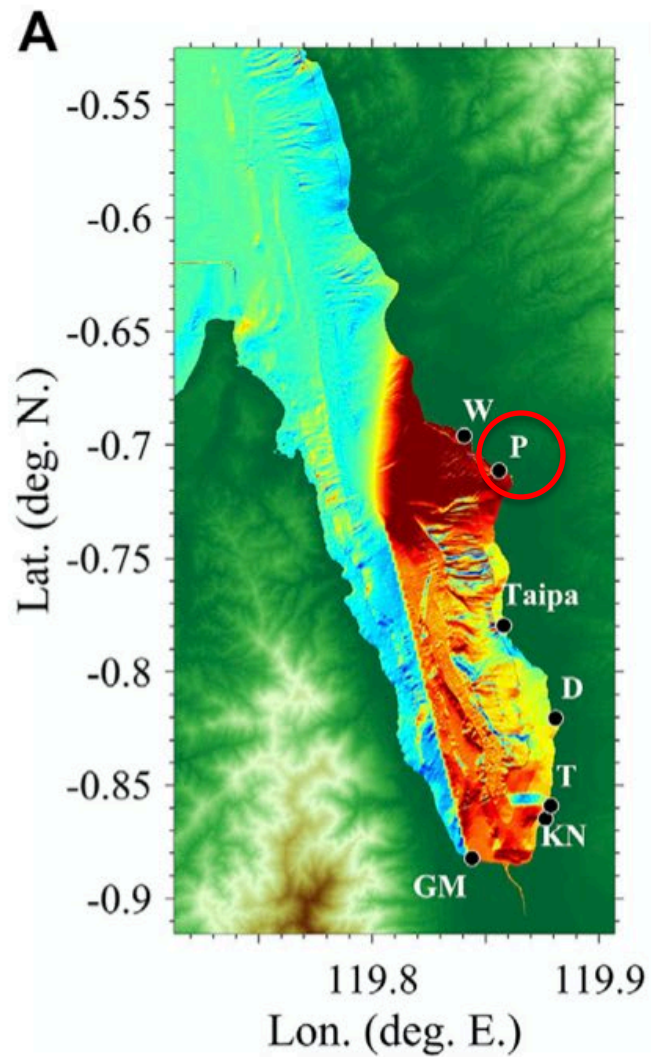 A
-0.55
-0.6
-0.65
-0.7
-0.75
-0.8
-0.85
-0.9
Lat. (deg. N.)
W
P
Taipa
D
T
KN
GM
119.8 119.9
Lon. (deg. E.)